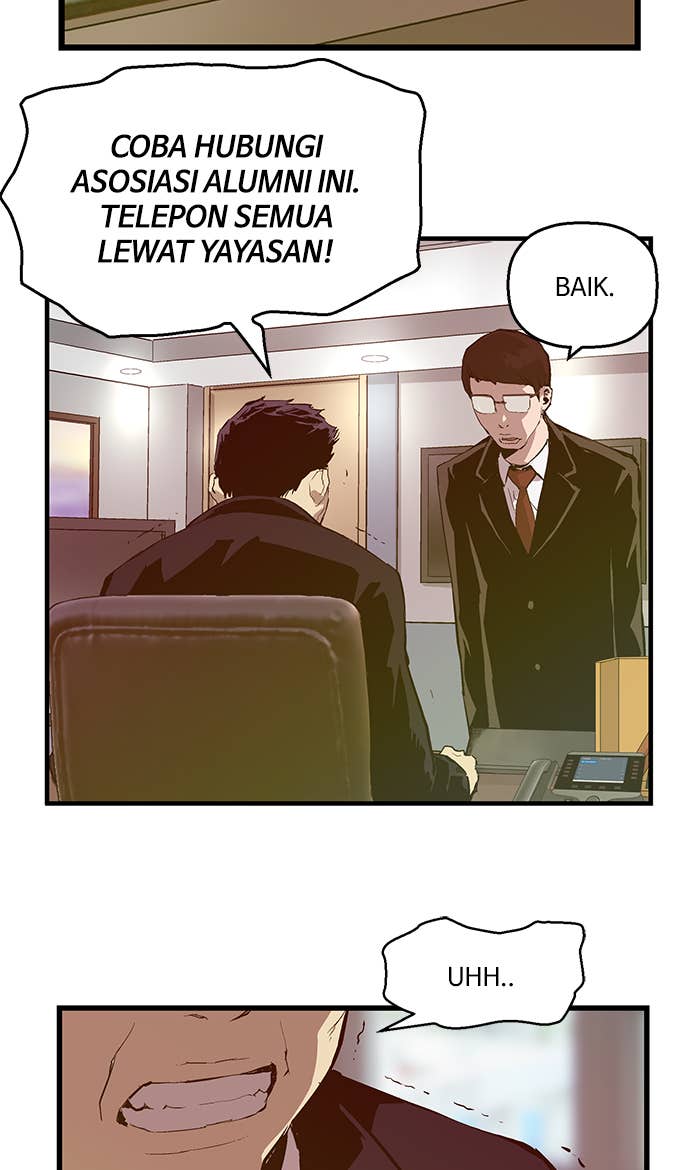 COBA HUBUNGI
ASOSIASI ALUMNI INI.
TELEPON SEMUA
LEWAT YAYASAN!
BAIK.
UHH..